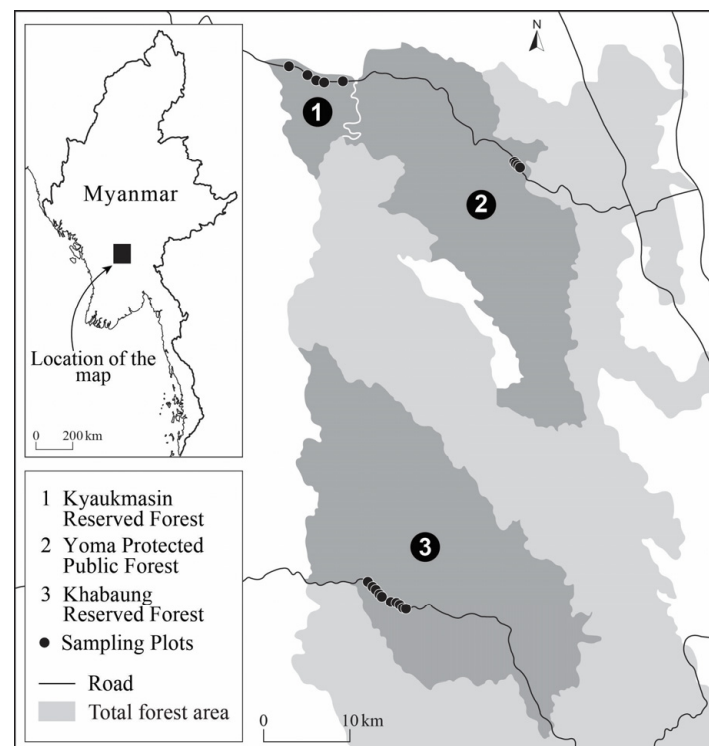 Myanmar
Location of the
map
0 200 km
1 Kyaukmasin
Reserved Forest
2 Yoma Protected
Public Forest
3 Khabaung
Reserved Forest
Sampling Plots
Road
Total forest area
N
1
2
3
0 10 km